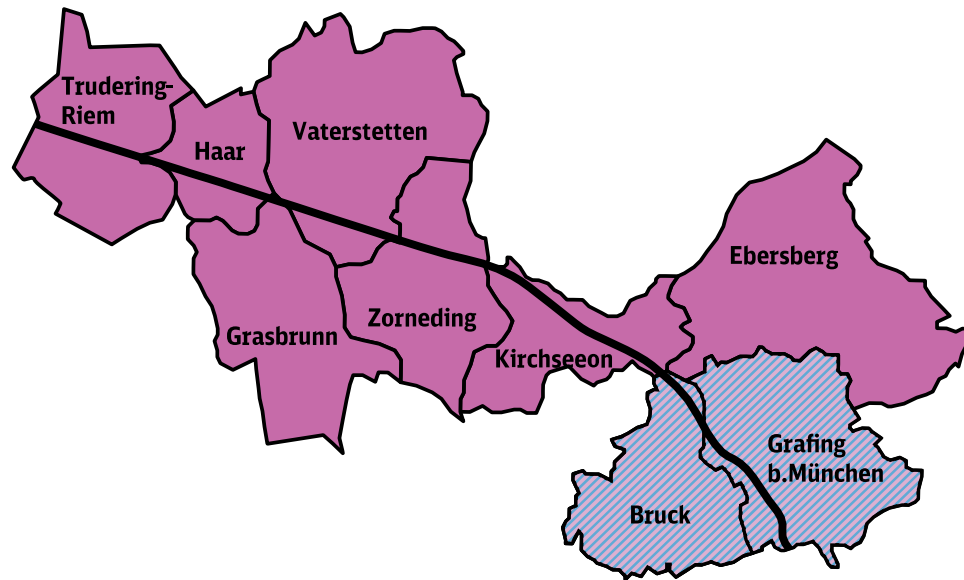 Trudering-
Riem
Haar
Vaterstetten
Ebersberg
Zorneding
Grasbrunn
Kirchseeon
Grafing
b.München
Bruck